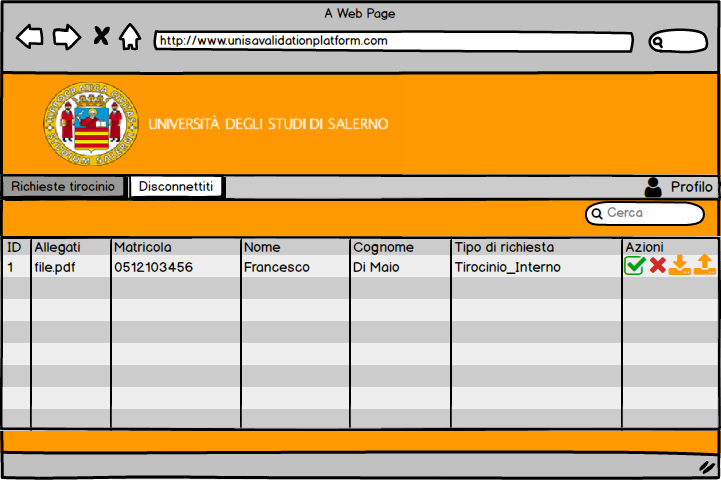 A Web Page
http://www.unisavalidationplatform.com
UNIVERSITÀ DEGLI STUDI DI SALERNO
Richieste tirocinio Disconnettiti Profilo
Cerca
ID Allegati Matricola Nome Cognome Tipo di richiesta Azioni
1 file.pdf 0512103456 Francesco Di Maio Tirocinio_Interno